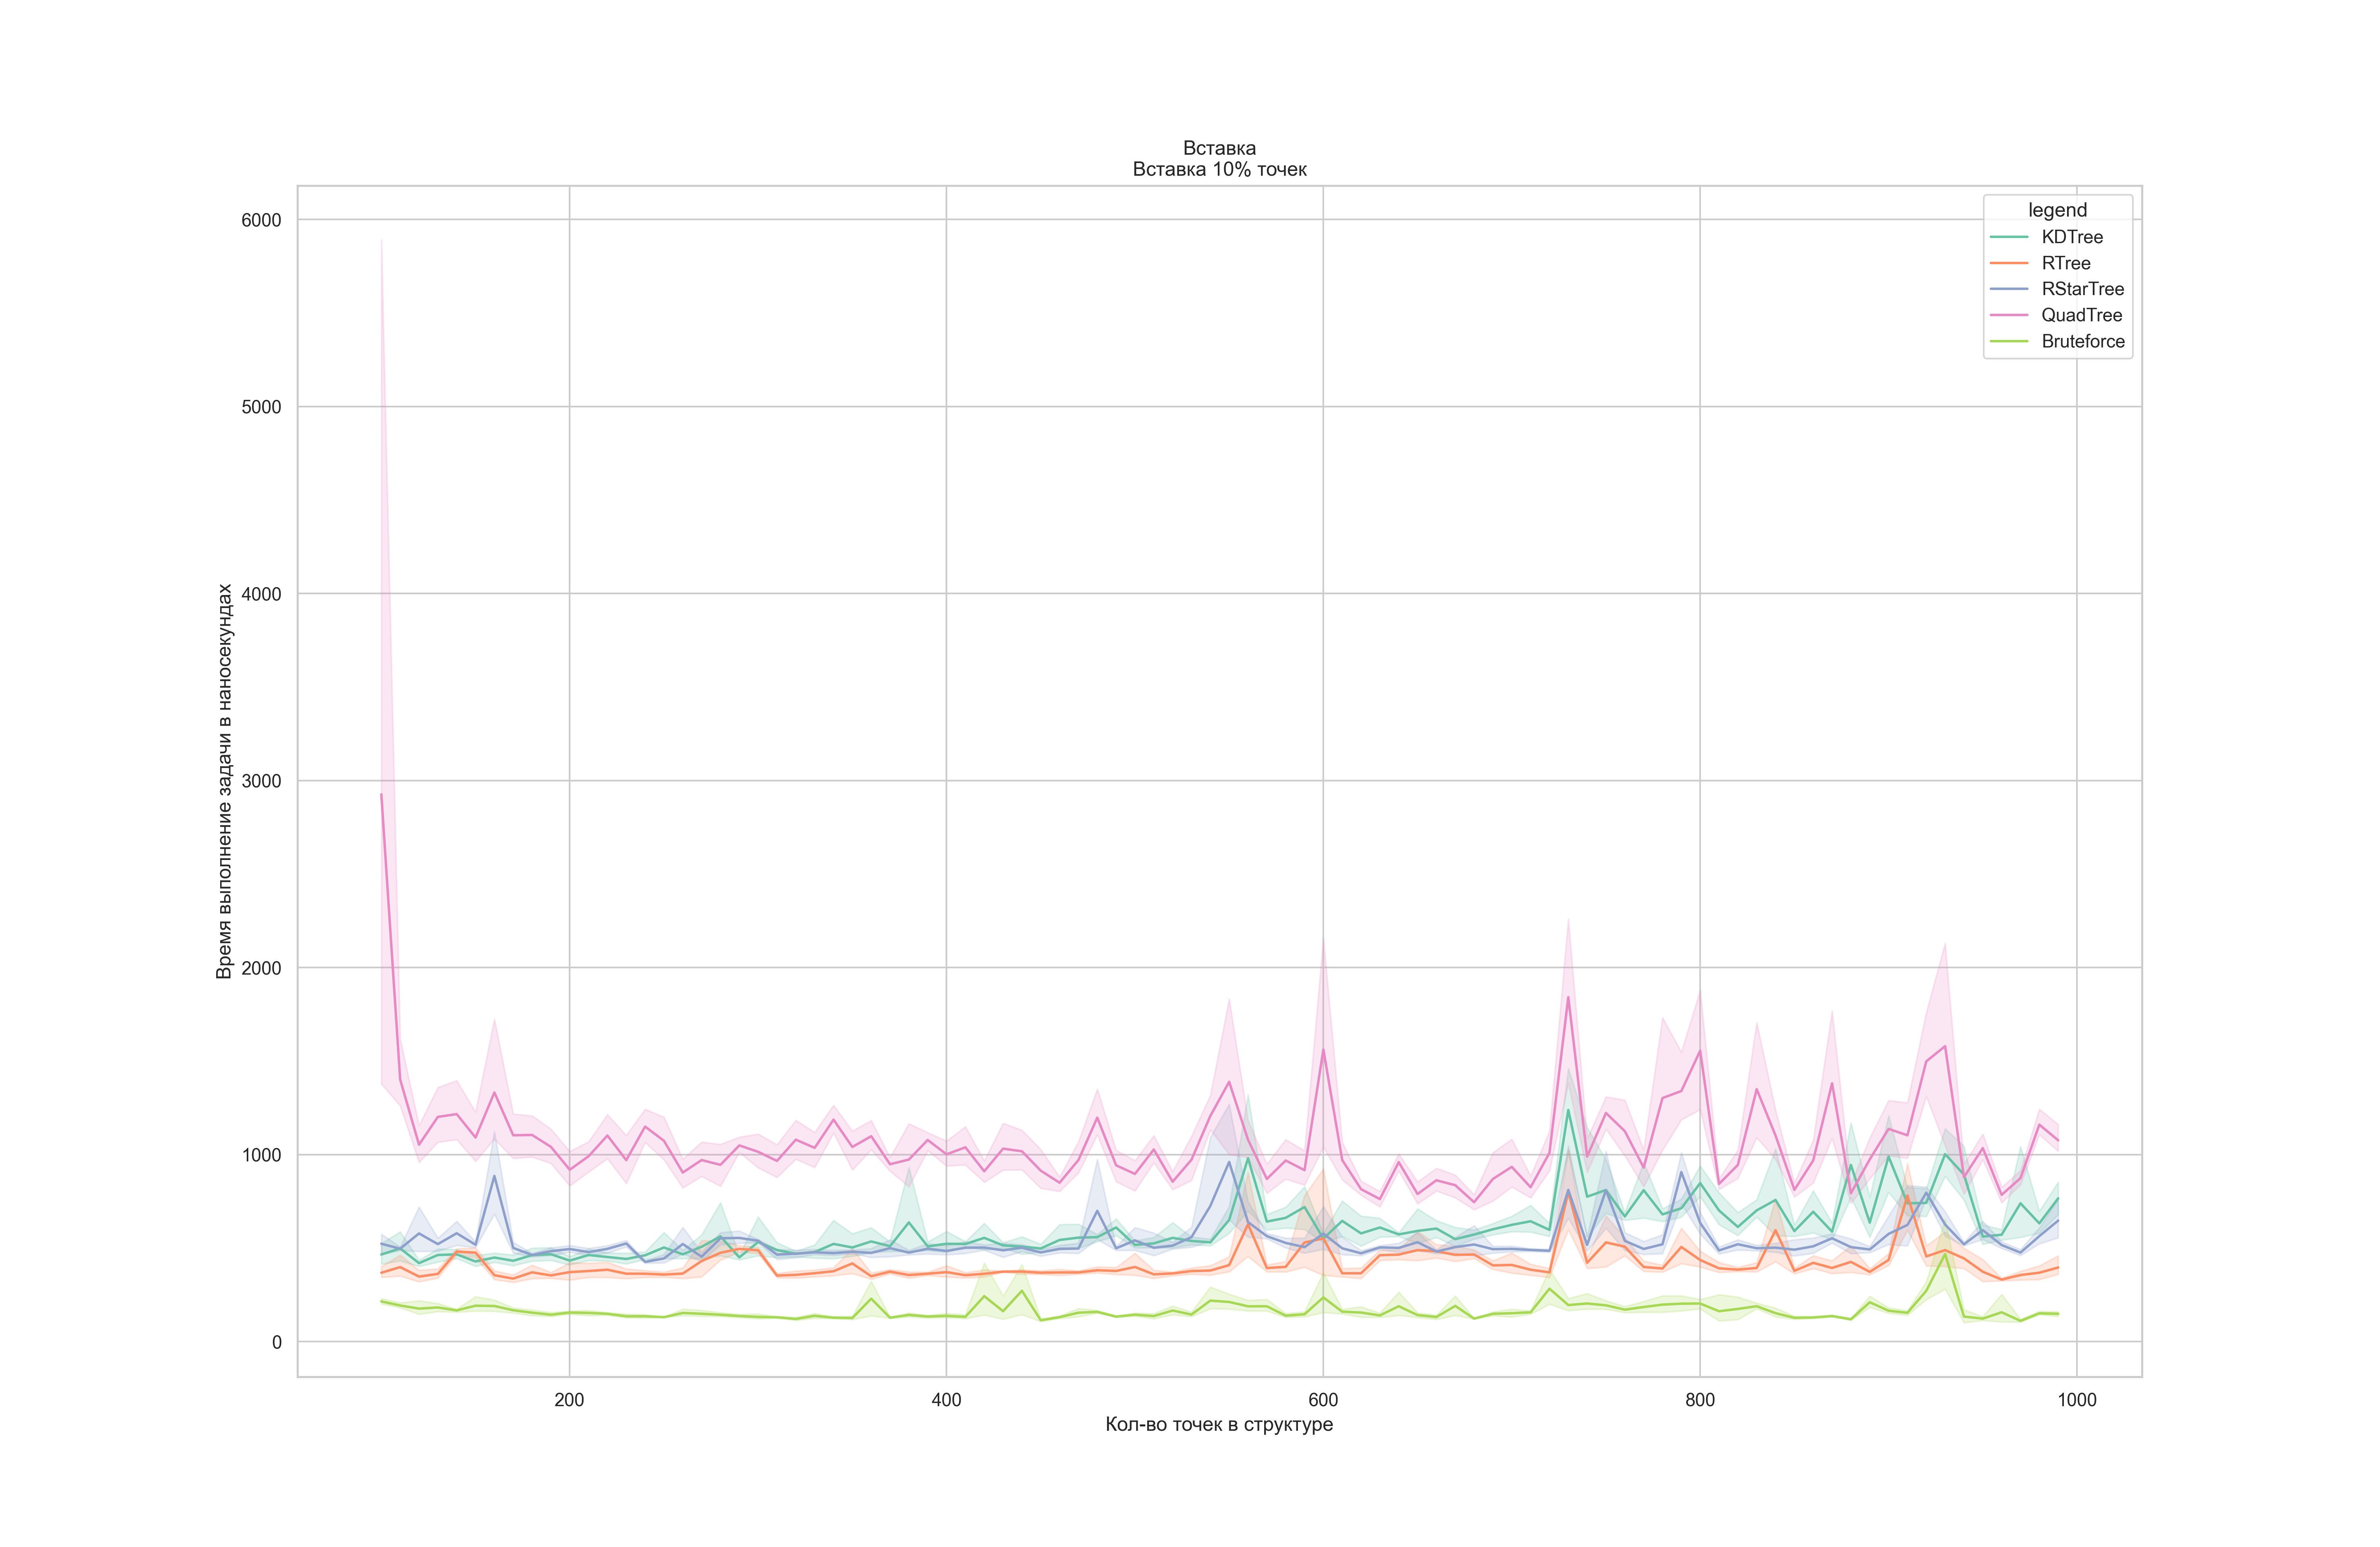 Вставка
Вставка 10% точек
legend
KDTree
RTree
RStarTree
QuadTree
Bruteforce
6000
5000
4000
3000
2000
1000
0
Время выполнение задачи в наносекундах
200
400
600
800
1000
Кол-во точек в структуре